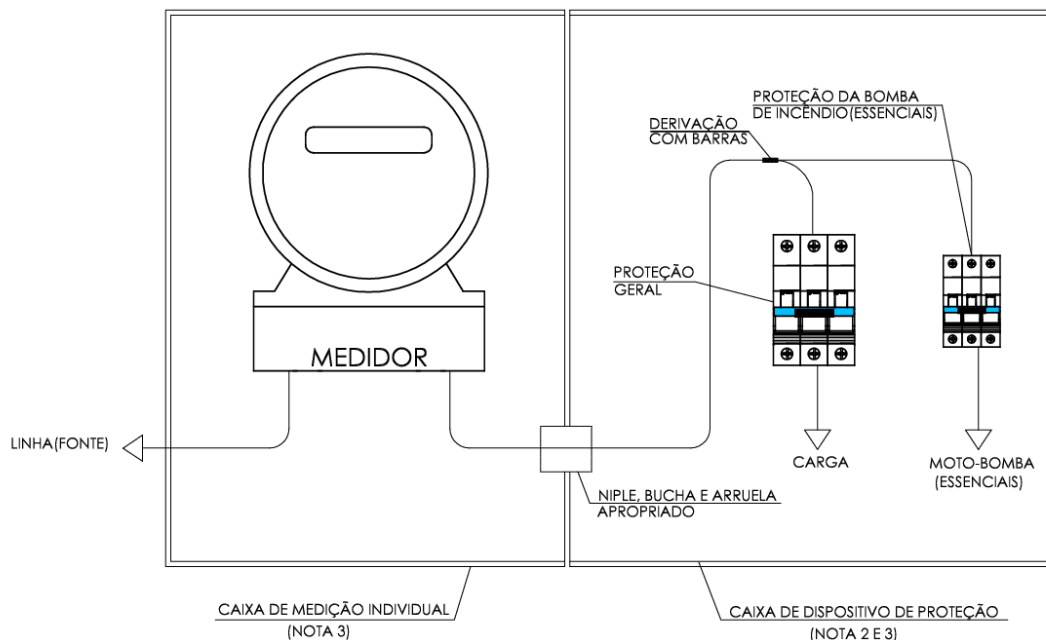 PROTEÇÃO DA BOMBA
DE INCÊNDIO(ESSENCIAIS)
DERIVAÇÃO
COM BARRAS
PROTEÇÃO
GERAL
MEDIDOR
LINHA(FONTE)
CARGA
MOTO-BOMBA
(ESSENCIAIS)
NIPLE, BUCHA E ARRUELA
APROPRIADO
CAIXA DE MEDIÇÃO INDIVIDUAL
(NOTA 3)
CAIXA DE DISPOSITIVO DE PROTEÇÃO
(NOTA 2 E 3)